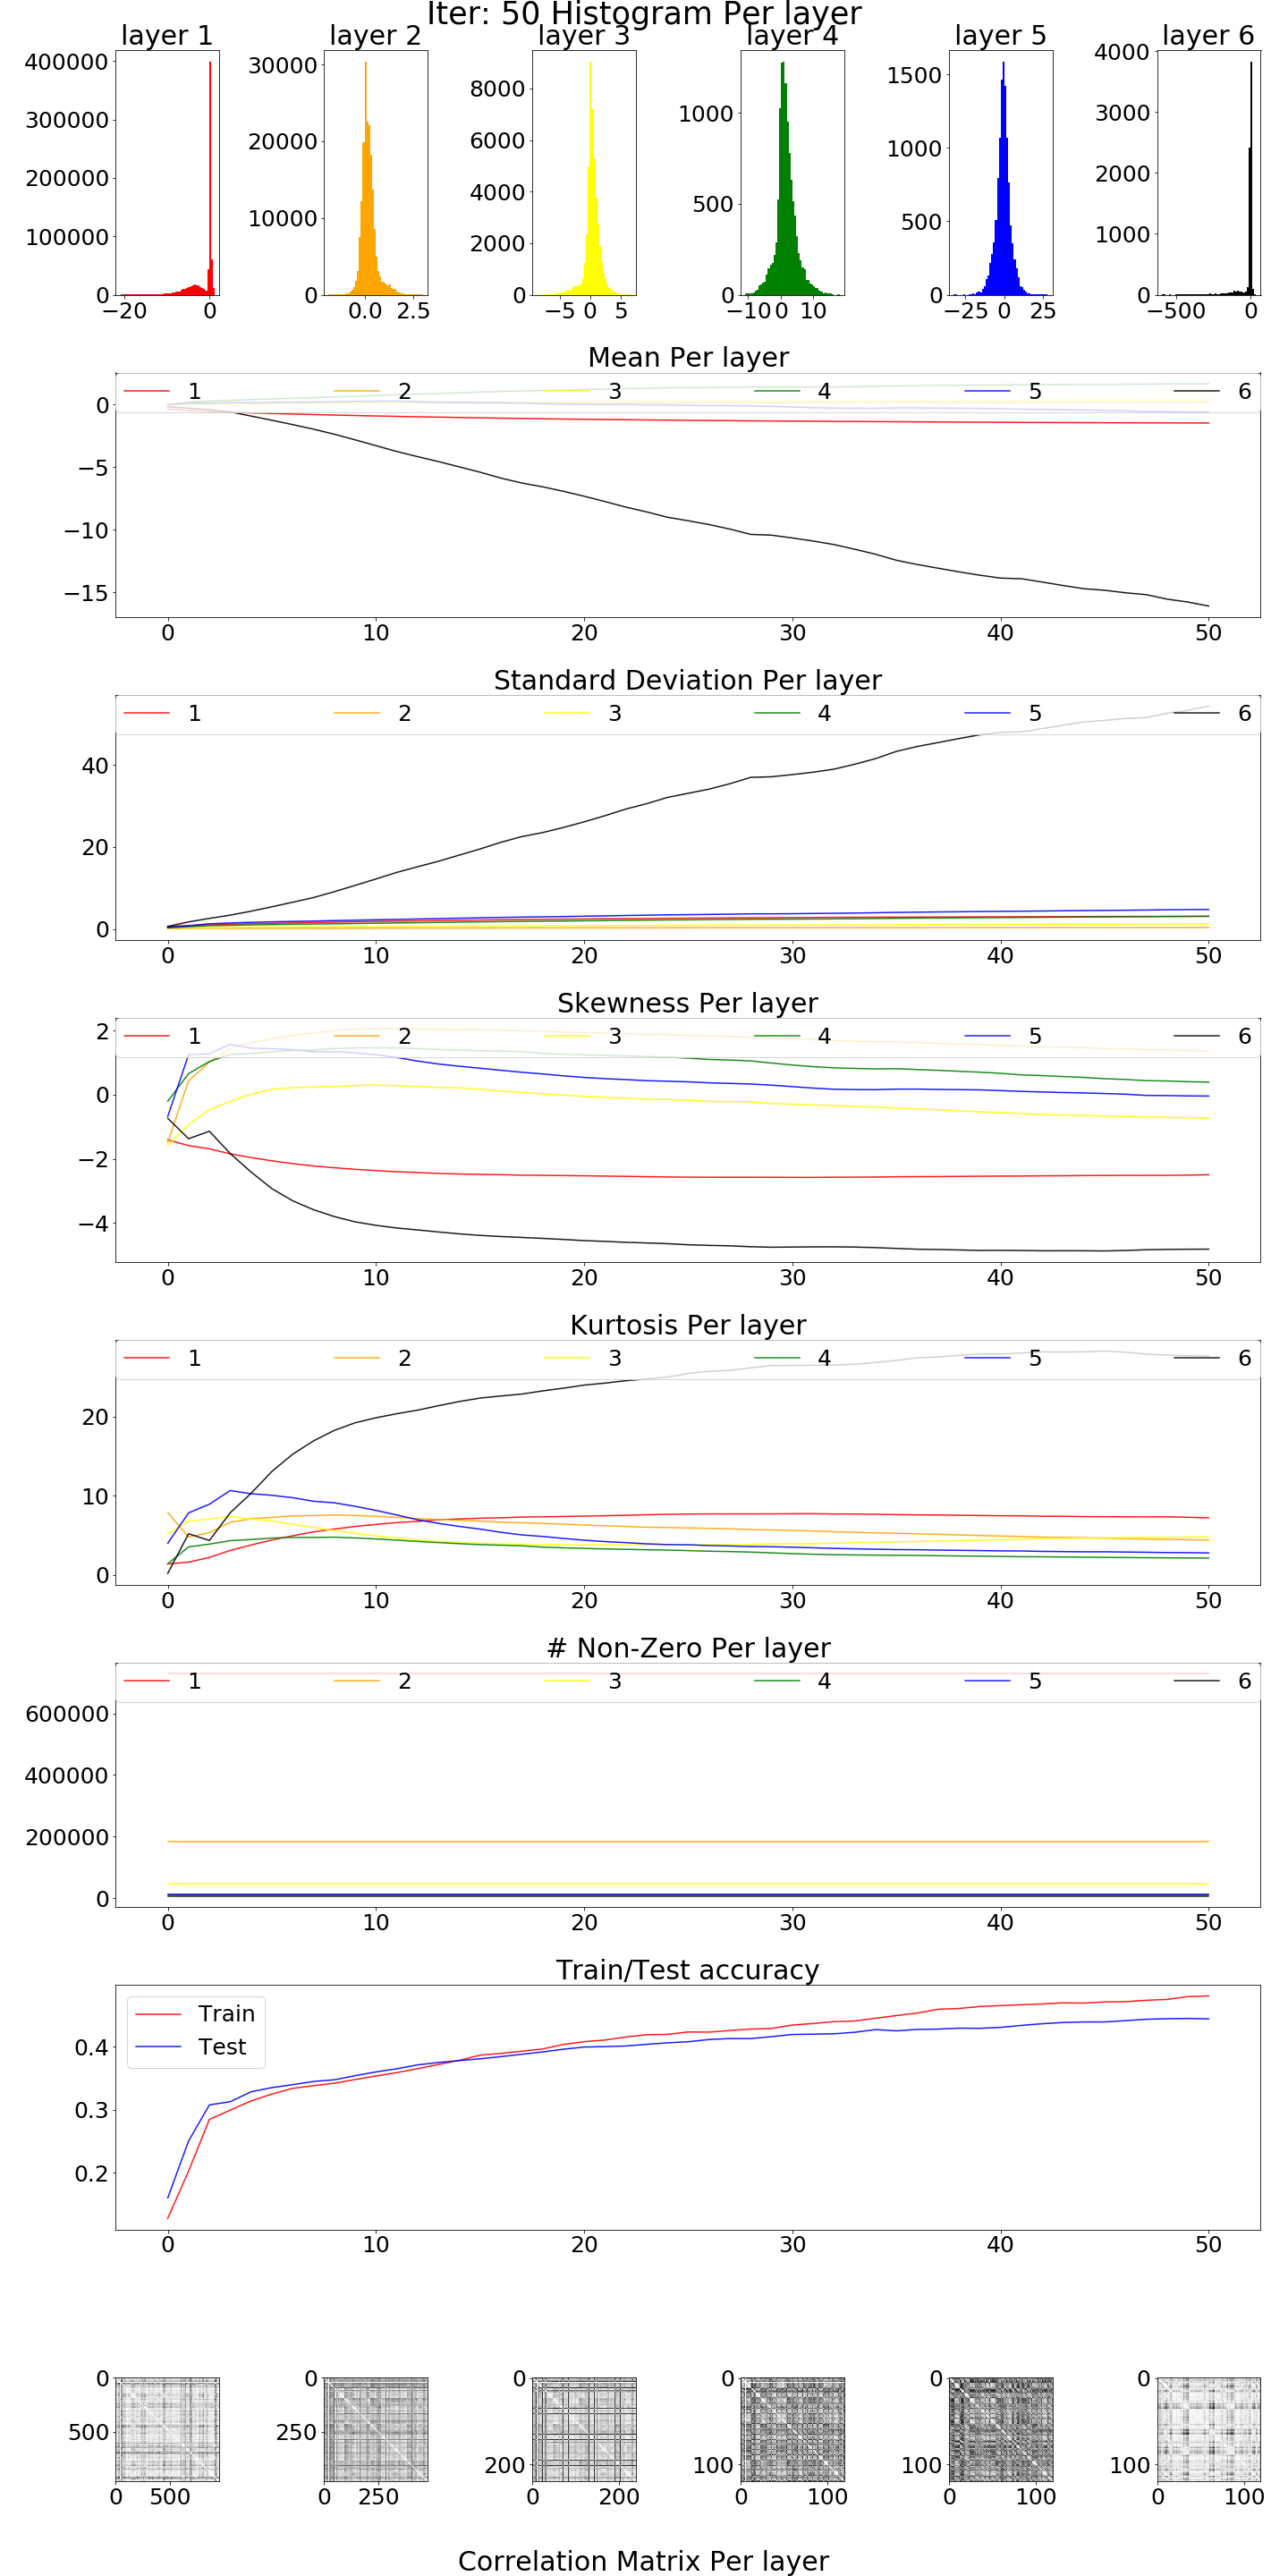 Iter: 50 Histogram Per layer
layer 1 layer 2 layer 3 layer 4 layer 5 layer 6
400000
300000
200000
100000
0
−20 0
30000
20000
10000
0
0.0 2.5
8000
6000
4000
2000
0
−5 0 5
1000
500
0
−10 0 10
1500
1000
500
0
−25 0 25
4000
3000
2000
1000
0
−500 0
Mean Per layer
1 2 3 4 5 6
0
−5
−10
−15
0 10 20 30 40 50
Standard Deviation Per layer
1 2 3 4 5 6
40
20
0
0 10 20 30 40 50
Skewness Per layer
1 2 3 4 5 6
2
0
−2
−4
0 10 20 30 40 50
Kurtosis Per layer
1 2 3 4 5 6
20
10
0
0 10 20 30 40 50
# Non-Zero Per layer
1 2 3 4 5 6
600000
400000
200000
0
0 10 20 30 40 50
Train/Test accuracy
Train
Test
0.4
0.3
0.2
0 10 20 30 40 50
0
500
0 500
0
250
0 250
0
200
0 200
0
100
0 100
0
100
0 100
0
100
0 100
Correlation Matrix Per layer